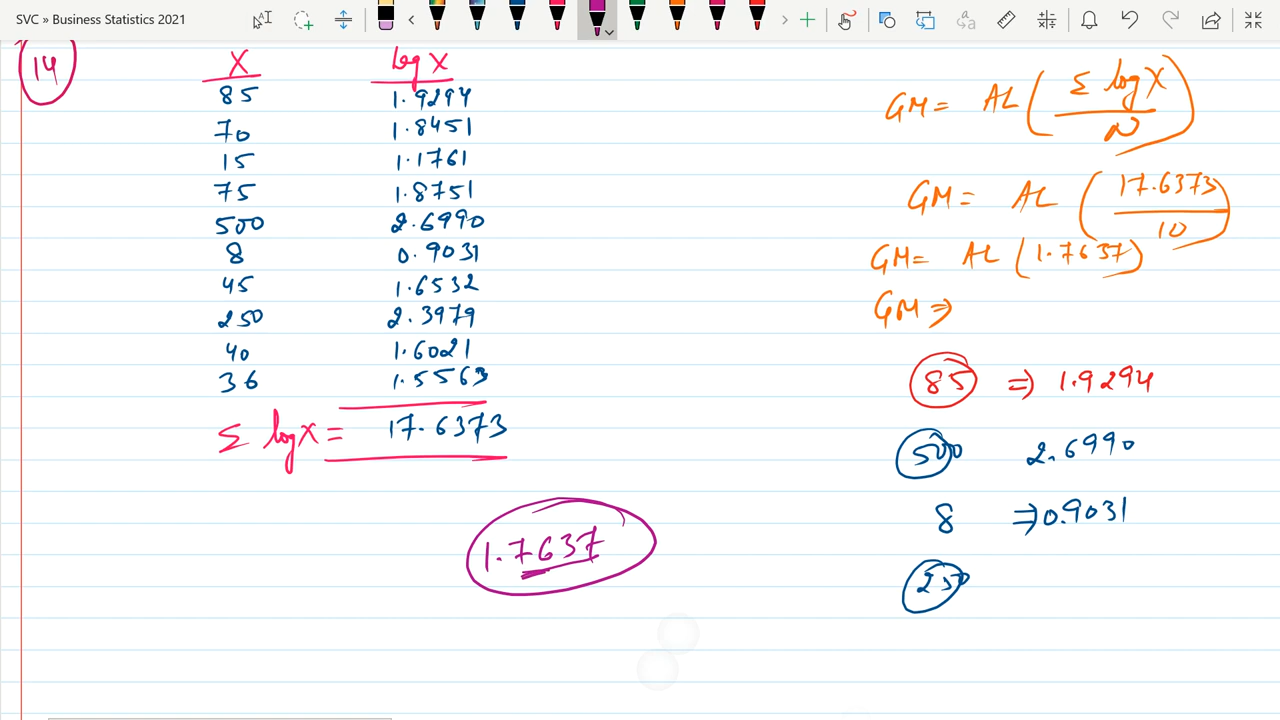 SVC » Business Statistics 2021
14
X log X
85 1.9294
70 1.8451
15 1.1761
75 1.8751
500 2.6990
8 0.9031
45 1.6532
250 2.3979
40 1.6021
36 1.5563
Σ log X = 17.6373
1.7637
GM = AL ( Σ log X / N )
GM = AL ( 17.6373 / 10 )
GM = AL ( 1.7637 )
GM ⇒
85 ⇒ 1.9294
500 2.6990
8 ⇒ 0.9031
250